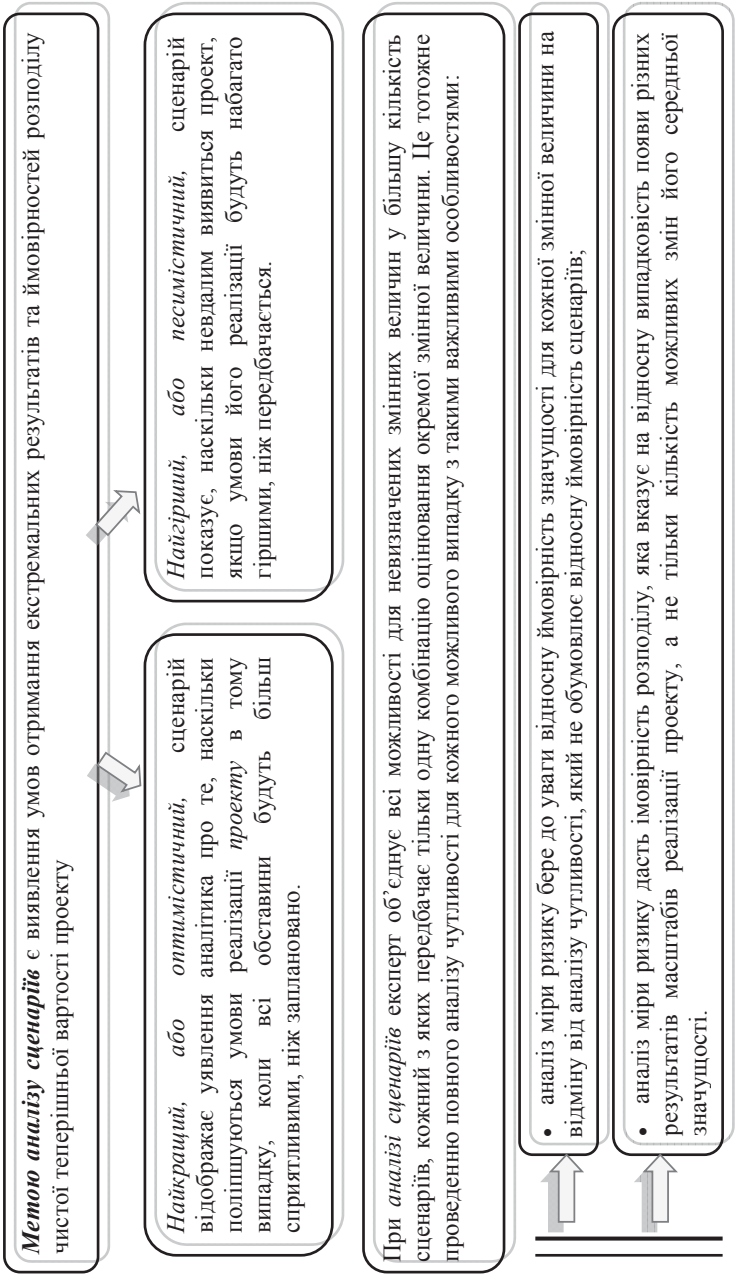 Метою аналізу сценаріїв є виявлення умов отримання екстремальних результатів та ймовірностей розподілу
чистої теперішньої вартості проекту
Найкращий, або оптимістичний, сценарій
відображає уявлення аналітика про те, наскільки
поліпшуються умови реалізації проекту в тому
випадку, коли всі обставини будуть більш
сприятливими, ніж заплановано.
Найгірший, або песимістичний, сценарій
показує, наскільки невдалим виявиться проект,
якщо умови його реалізації будуть набагато
гіршими, ніж передбачається.
При аналізі сценаріїв експерт об’єднує всі можливості для невизначених змінних величин у більшу кількість
сценаріїв, кожний з яких передбачає тільки одну комбінацію оцінювання окремої змінної величини. Це тотожне
проведенню повного аналізу чутливості для кожного можливого випадку з такими важливими особливостями:
• аналіз міри ризику бере до уваги відносну ймовірність значущості для кожної змінної величини на
відміну від аналізу чутливості, який не обумовлює відносну ймовірність сценаріїв;
• аналіз міри ризику дасть імовірність розподілу, яка вказує на відносну випадковість появи різних
результатів масштабів реалізації проекту, а не тільки кількість можливих змін його середньої
значущості.